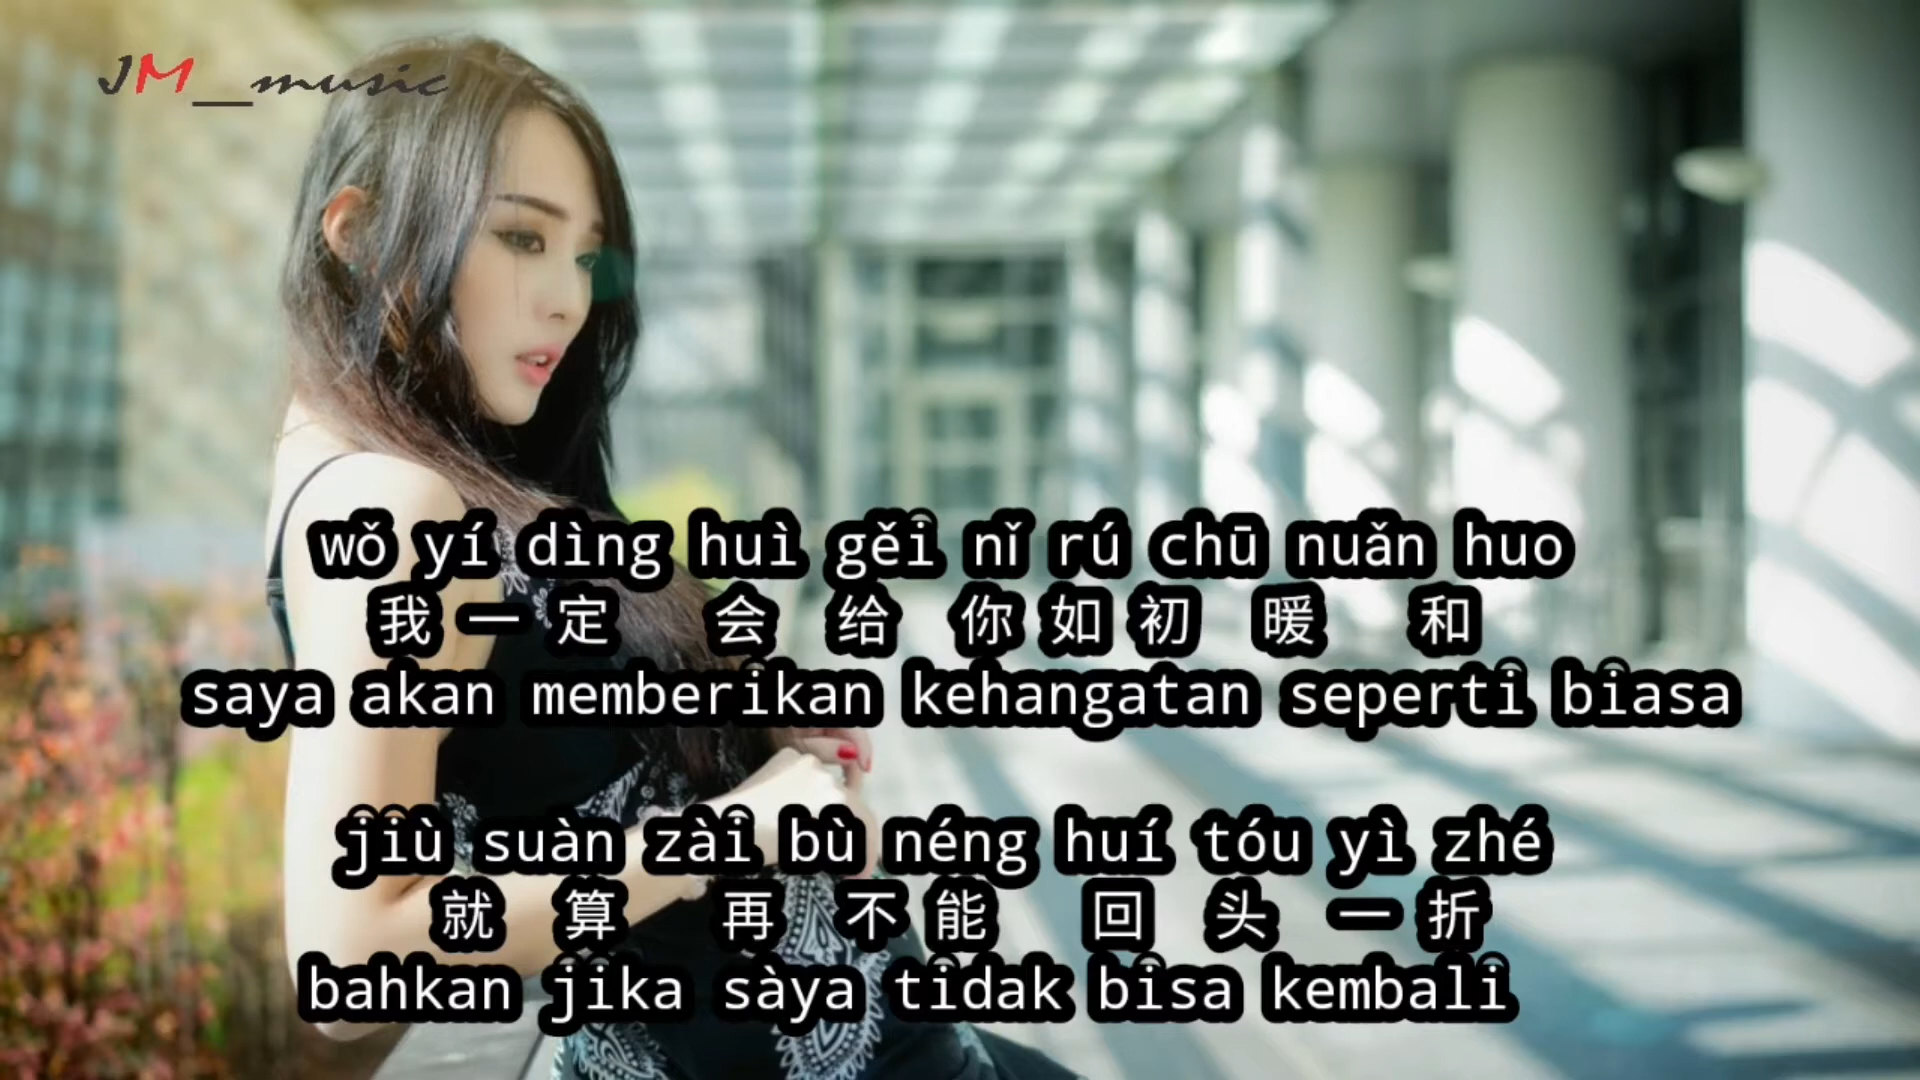 JM_music
wǒ yí dìng huì gěi nǐ rú chū nuǎn huo
我一定会给你如初暖和
saya akan memberikan kehangatan seperti biasa
jiù suàn zài bù néng huí tóu yì zhé
就算再不能回头一折
bahkan jika sàya tidak bisa kembali